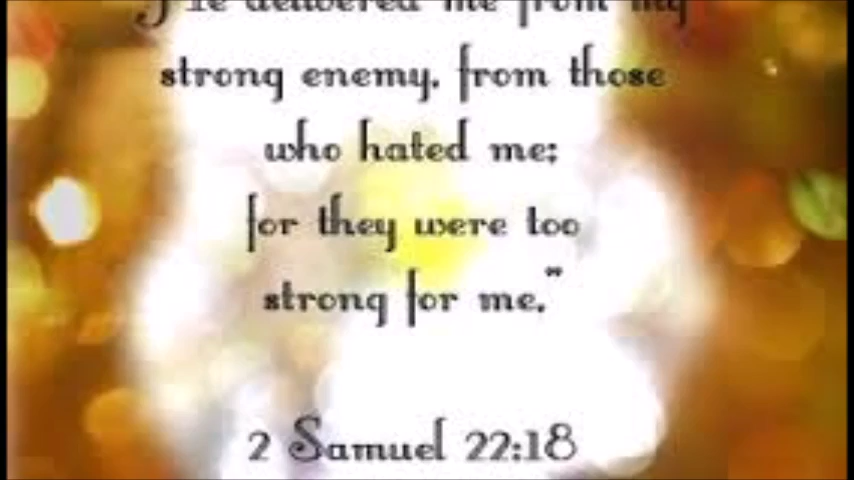 He delivered me from my
strong enemy, from those
who hated me;
for they were too
strong for me."
2 Samuel 22:18